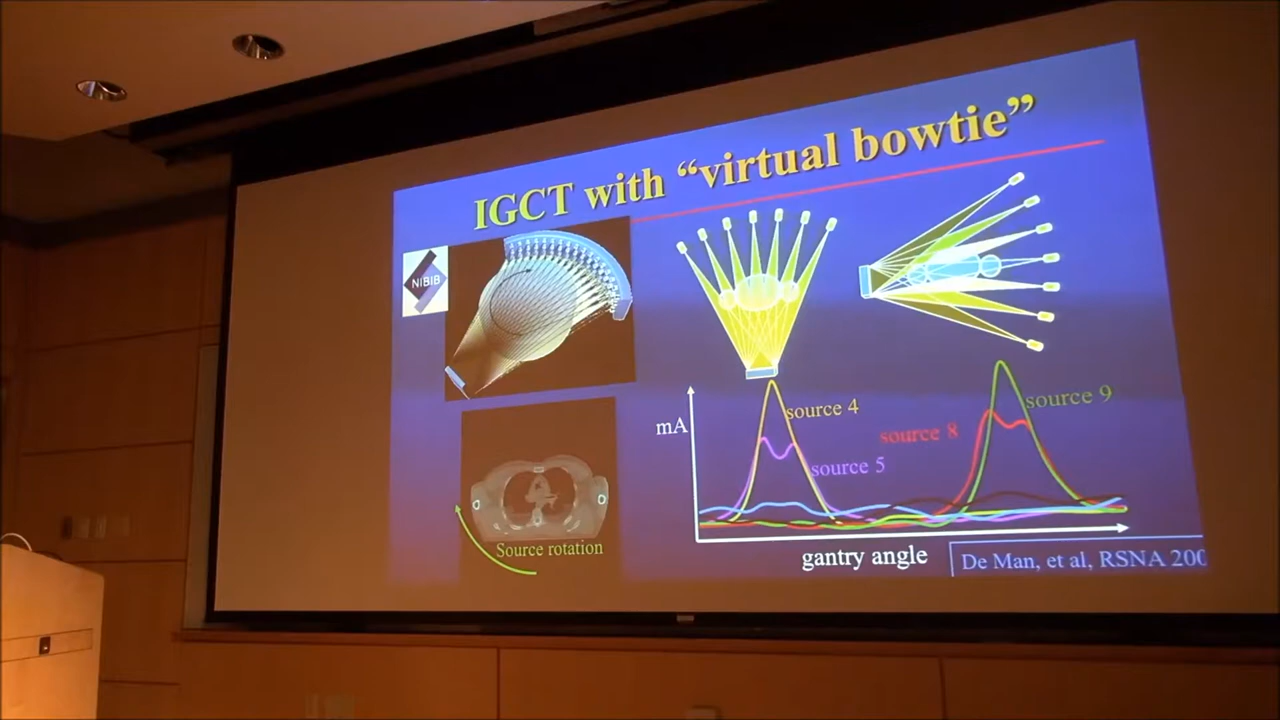 IGCT with “virtual bowtie”
NIBIB
mA
source 4
source 5
source 8
source 9
Source rotation
gantry angle
De Man, et al, RSNA 200